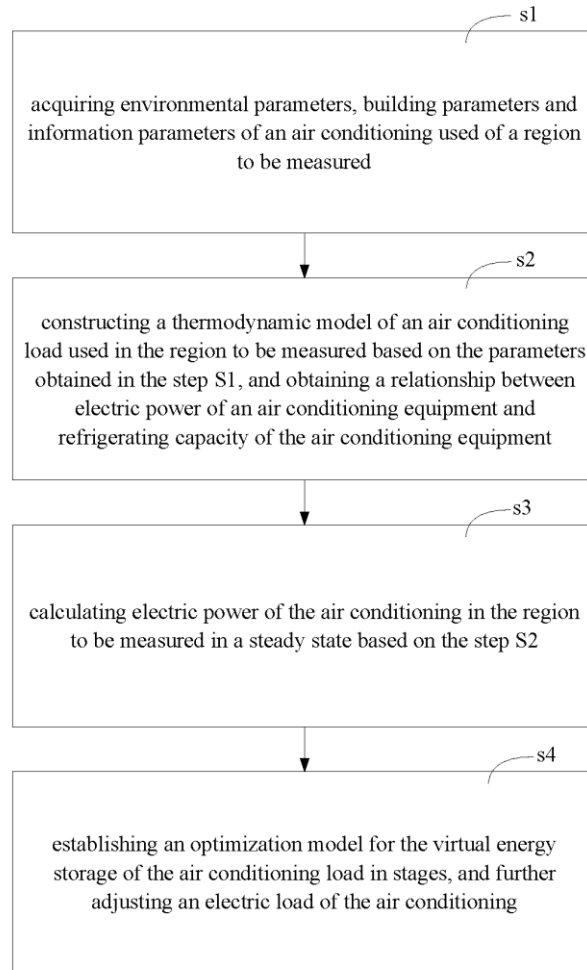 s1
acquiring environmental parameters, building parameters and
information parameters of an air conditioning used of a region
to be measured
s2
constructing a thermodynamic model of an air conditioning
load used in the region to be measured based on the parameters
obtained in the step S1, and obtaining a relationship between
electric power of an air conditioning equipment and
refrigerating capacity of the air conditioning equipment
s3
calculating electric power of the air conditioning in the region
to be measured in a steady state based on the step S2
s4
establishing an optimization model for the virtual energy
storage of the air conditioning load in stages, and further
adjusting an electric load of the air conditioning